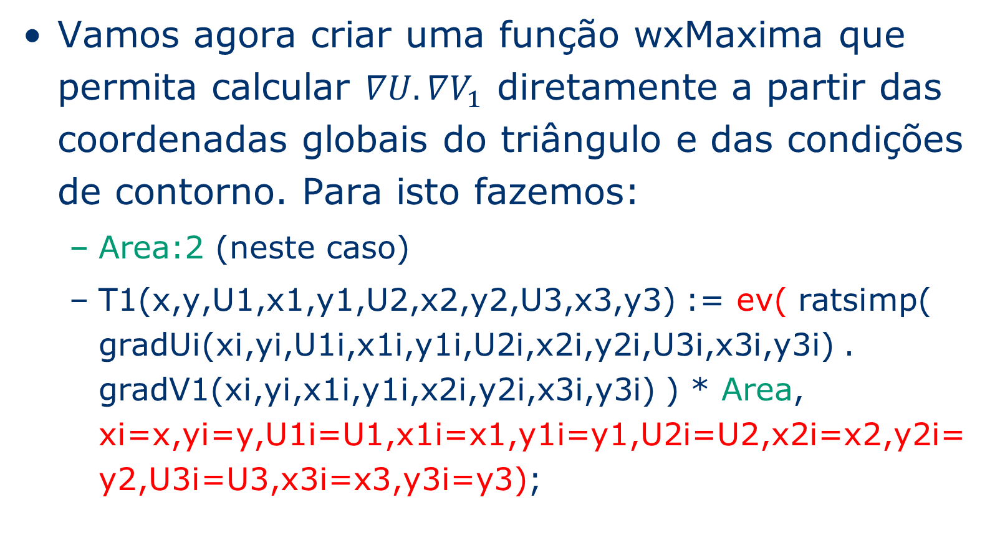 • Vamos agora criar uma função wxMaxima que
permita calcular ∇U.∇V₁ diretamente a partir das
coordenadas globais do triângulo e das condições
de contorno. Para isto fazemos:
– Area:2 (neste caso)
– T1(x,y,U1,x1,y1,U2,x2,y2,U3,x3,y3) := ev( ratsimp(
gradUi(xi,yi,U1i,x1i,y1i,U2i,x2i,y2i,U3i,x3i,y3i) .
gradV1(xi,yi,x1i,y1i,x2i,y2i,x3i,y3i) ) * Area,
xi=x,yi=y,U1i=U1,x1i=x1,y1i=y1,U2i=U2,x2i=x2,y2i=
y2,U3i=U3,x3i=x3,y3i=y3);